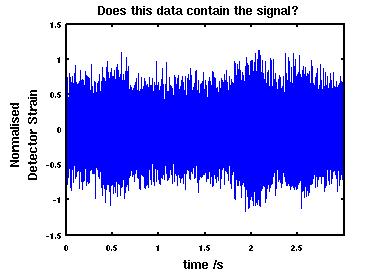 Does this data contain the signal?
1.5
1
0.5
0
-0.5
-1
-1.5
Normalised
Detector Strain
0 0.5 1 1.5 2 2.5
time /s